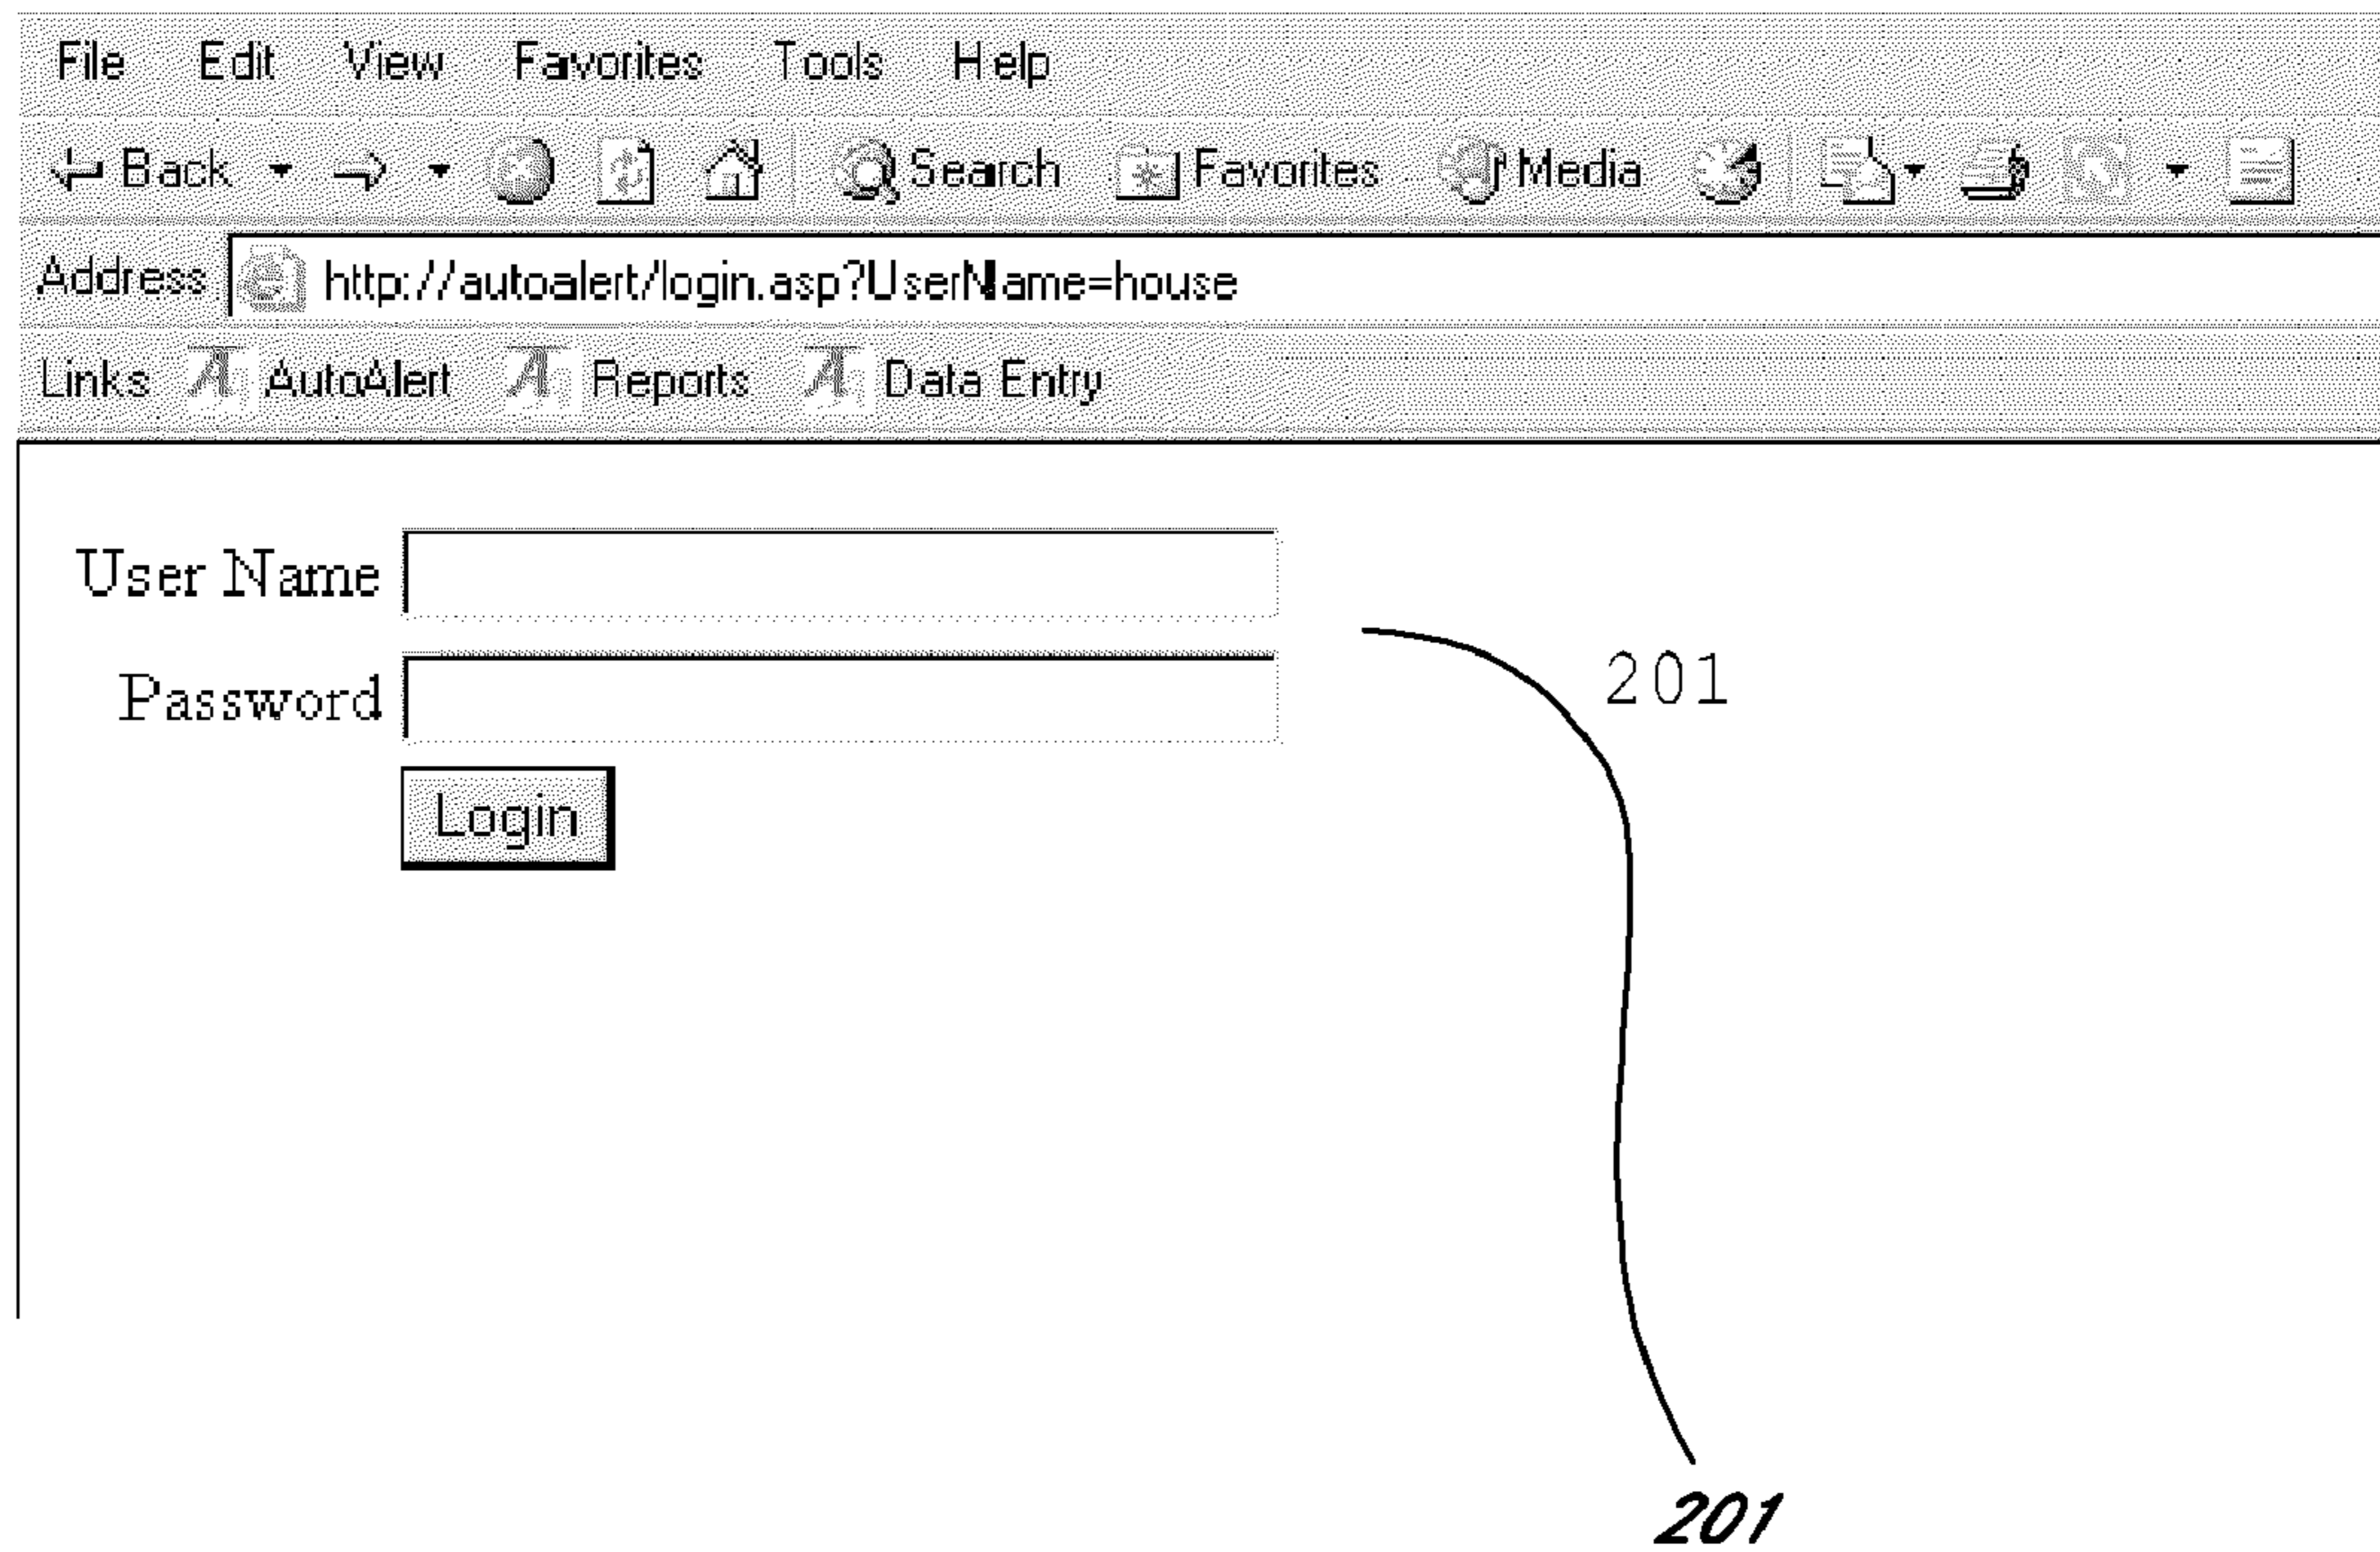 File Edit View Favorites Tools Help
Back Search Favorites Media
Address http://autoalert/login.asp?UserName=house
Links AutoAlert Reports Data Entry
User Name
201
Password
Login
201